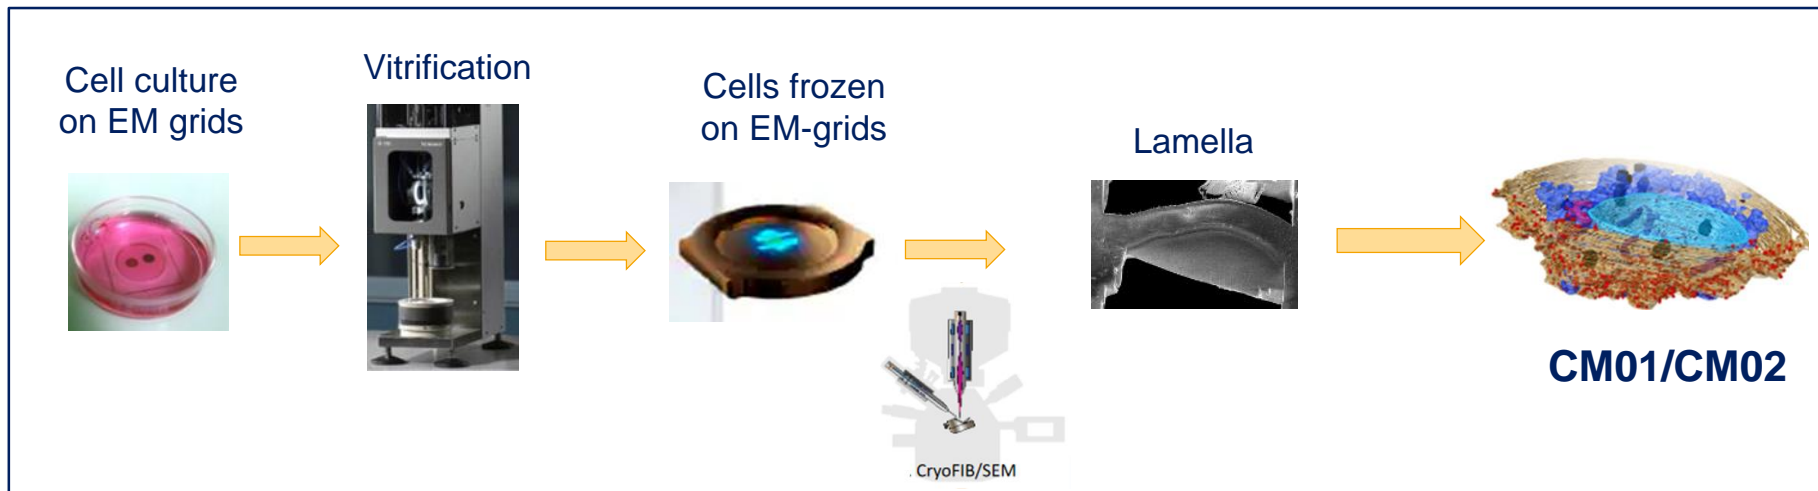 Cell culture
on EM grids
Vitrification
Cells frozen
on EM-grids
Lamella
. CryoFIB/SEM
CM01/CM02